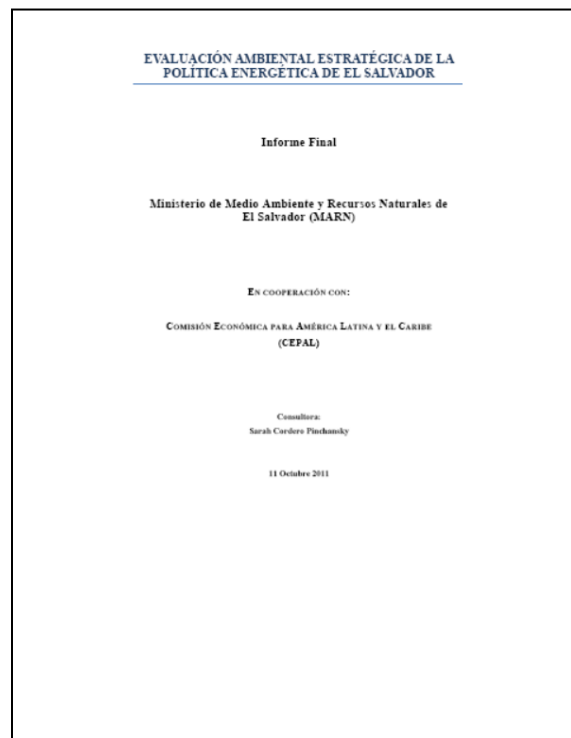 EVALUACIÓN AMBIENTAL ESTRATÉGICA DE LA
POLÍTICA ENERGÉTICA DE EL SALVADOR
Informe Final
Ministerio de Medio Ambiente y Recursos Naturales de
El Salvador (MARN)
EN COOPERACIÓN CON:
COMISIÓN ECONÓMICA PARA AMÉRICA LATINA Y EL CARIBE
(CEPAL)
Consultora:
Sarah Cordero Pinchansky
11 Octubre 2011